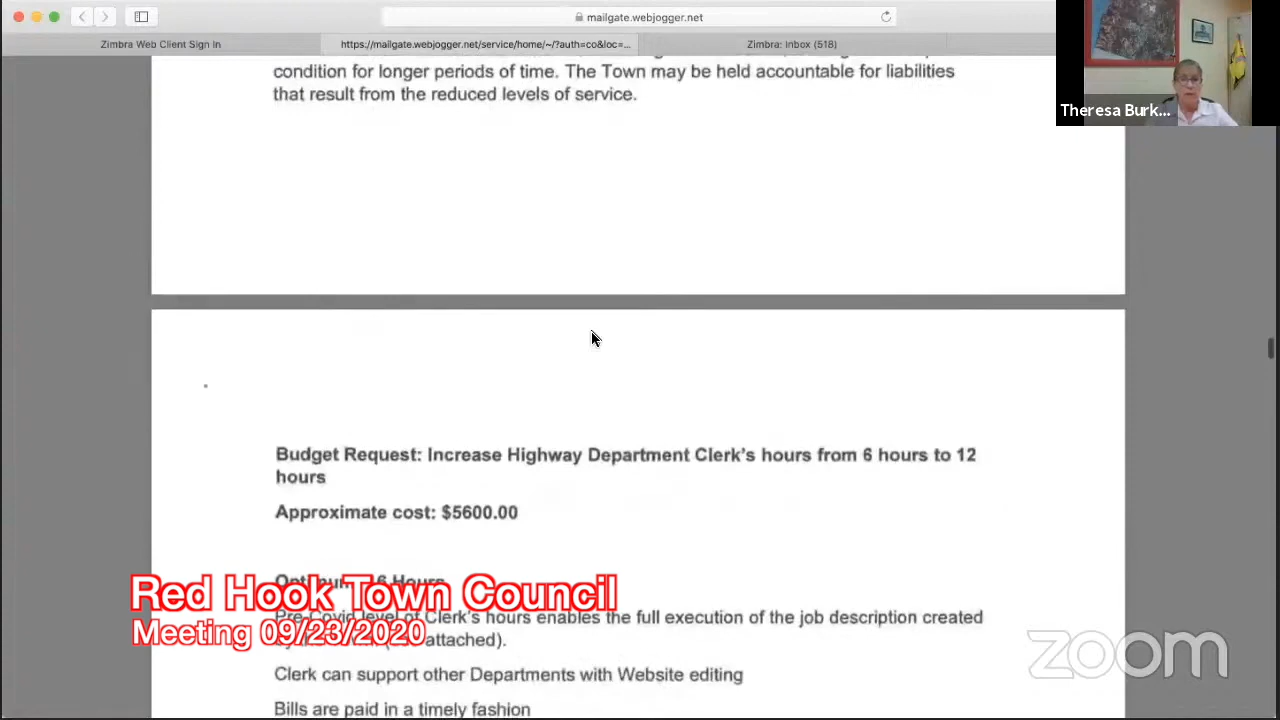 mailgate.webjogger.net
Zimbra Web Client Sign In
https://mailgate.webjogger.net/service/home/~/?auth=co&loc=...
Zimbra: Inbox (518)
condition for longer periods of time. The Town may be held accountable for liabilities
that result from the reduced levels of service.
Theresa Burk...
Budget Request: Increase Highway Department Clerk's hours from 6 hours to 12
hours
Approximate cost: $5600.00
6 Hours
Red Hook Town Council
Pre-Covid level of Clerk's hours enables the full execution of the job description created
Meeting 09/23/2020
attached).
zoom
Clerk can support other Departments with Website editing
Bills are paid in a timely fashion